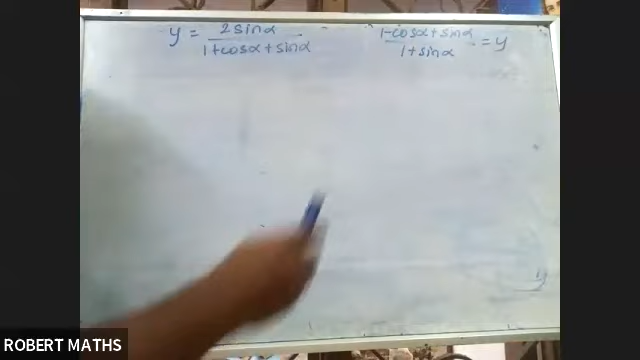 y = 2sinα / 1+cosα+sinα
1-cosα+sinα / 1+sinα = y
y
ROBERT MATHS